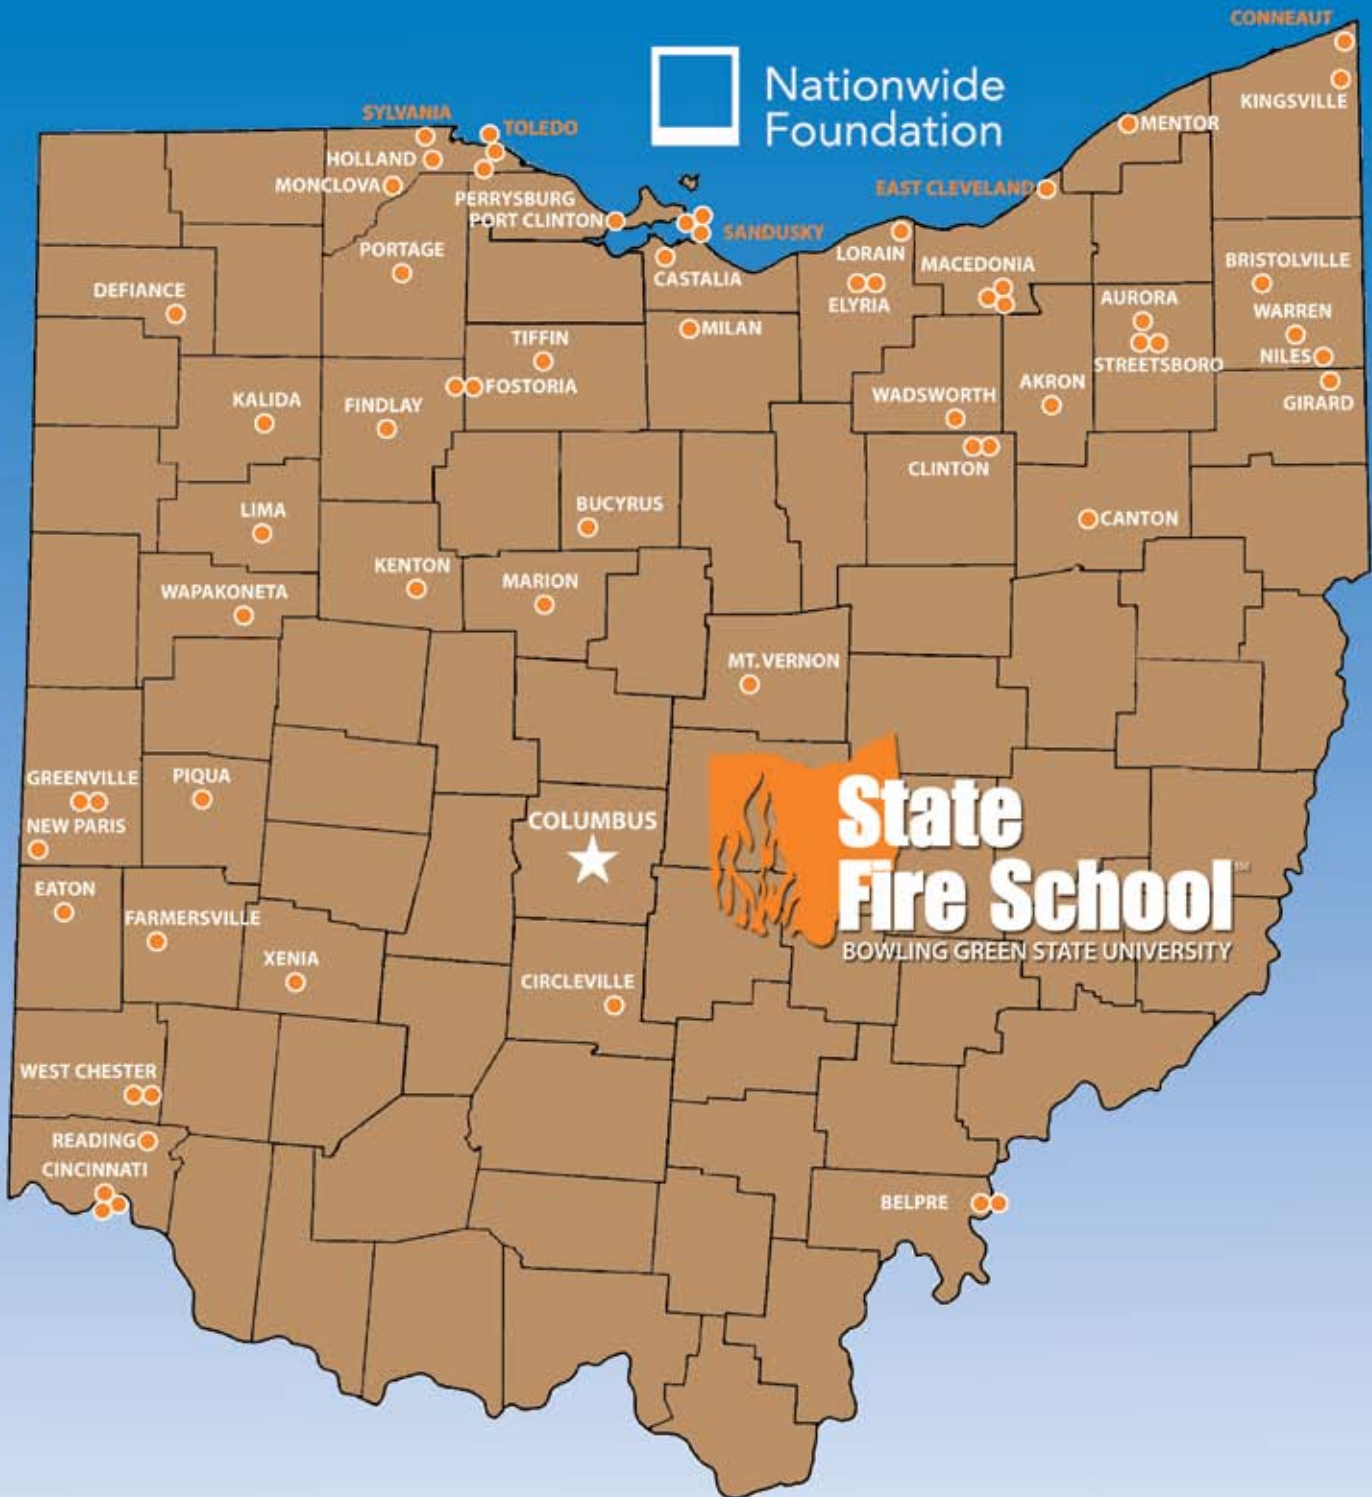 CONNEAUT
Nationwide
Foundation
KINGSVILLE
SYLVANIA
TOLEDO
MENTOR
HOLLAND
MONCLOVA
EAST CLEVELAND
PERRYSBURG
PORT CLINTON
SANDUSKY
PORTAGE
LORAIN
MACEDONIA
BRISTOLVILLE
CASTALIA
DEFIANCE
ELYRIA
AURORA
WARREN
TIFFIN
MILAN
NILES
STREETSBORO
FOSTORIA
AKRON
WADSWORTH
KALIDA
FINDLAY
GIRARD
CLINTON
LIMA
BUCYRUS
CANTON
KENTON
MARION
WAPAKONETA
MT. VERNON
GREENVILLE
PIQUA
COLUMBUS
NEW PARIS
State
Fire School
BOWLING GREEN STATE UNIVERSITY
EATON
FARMERSVILLE
XENIA
CIRCLEVILLE
WEST CHESTER
READING
CINCINNATI
BELPRE